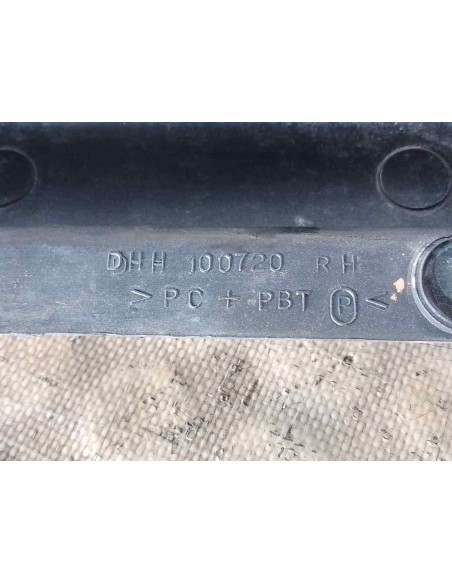 DHH 100720 RH
>PC + PBT P<